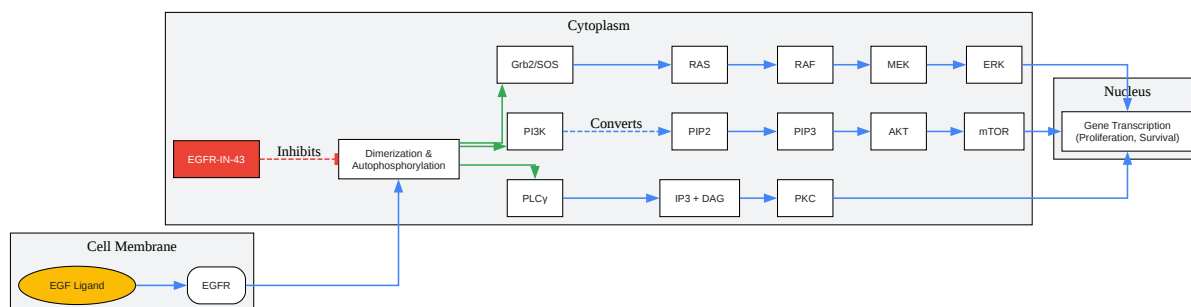 Cytoplasm
Grb2/SOS
RAS
RAF
MEK
ERK
Nucleus
PI3K
Converts
PIP2
PIP3
AKT
mTOR
Gene Transcription
(Proliferation, Survival)
EGFR-IN-43
Inhibits
Dimerization &
Autophosphorylation
PLCγ
IP3 + DAG
PKC
Cell Membrane
EGF Ligand
EGFR